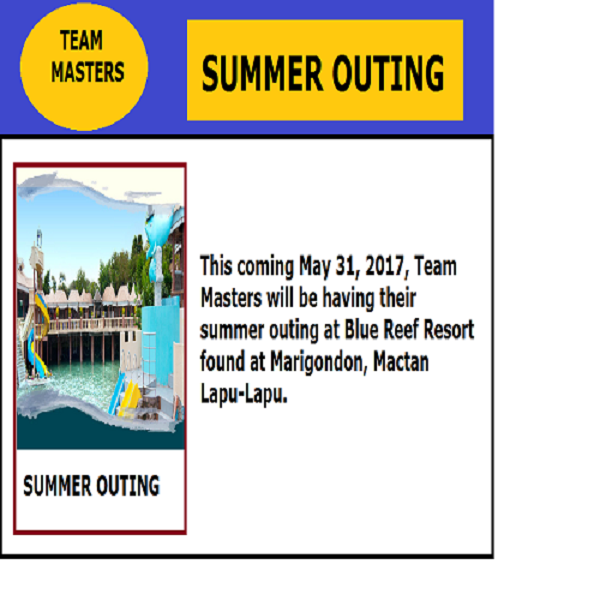 TEAM
MASTERS
SUMMER OUTING
This coming May 31, 2017, Team
Masters will be having their
summer outing at Blue Reef Resort
found at Marigondon, Mactan
Lapu-Lapu.
SUMMER OUTING